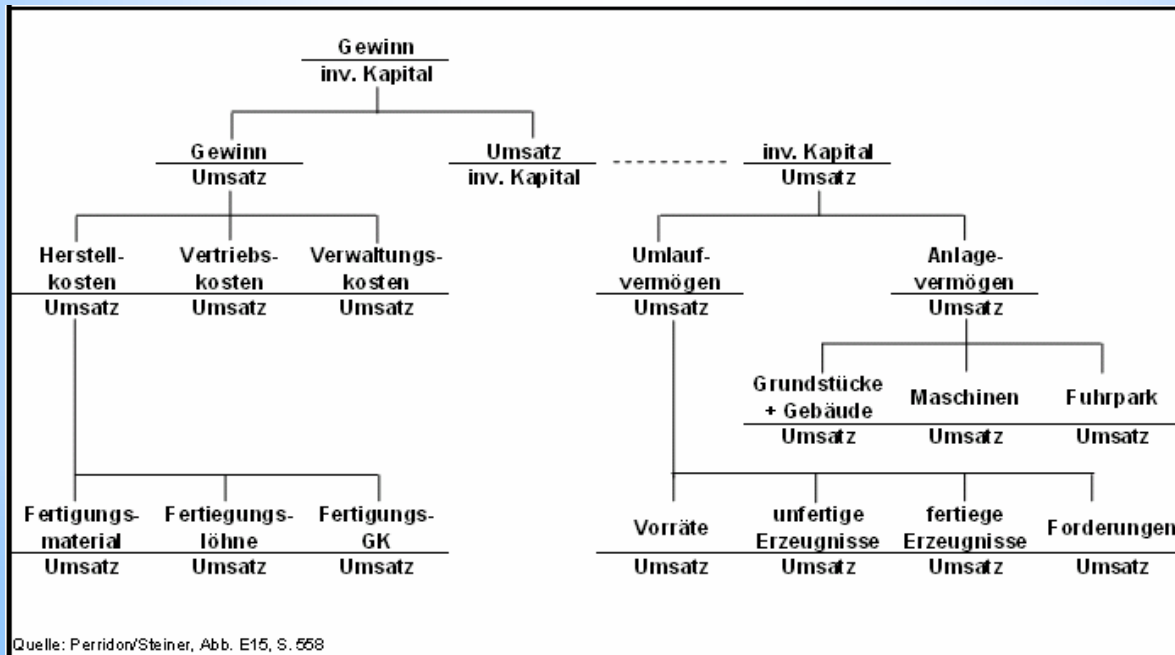 Gewinn
inv. Kapital
Gewinn
Umsatz
Umsatz
inv. Kapital
inv. Kapital
Umsatz
Herstell-
kosten
Umsatz
Vertriebs-
kosten
Umsatz
Verwaltungs-
kosten
Umsatz
Umlauf-
vermögen
Umsatz
Anlage-
vermögen
Umsatz
Grundstücke
+ Gebäude
Umsatz
Maschinen
Umsatz
Fuhrpark
Umsatz
Fertigungs-
material
Umsatz
Fertiegungs-
löhne
Umsatz
Fertigungs-
GK
Umsatz
Vorräte
Umsatz
unfertige
Erzeugnisse
Umsatz
fertiege
Erzeugnisse
Umsatz
Forderungen
Umsatz
Quelle: Perridon/Steiner, Abb. E15, S. 558